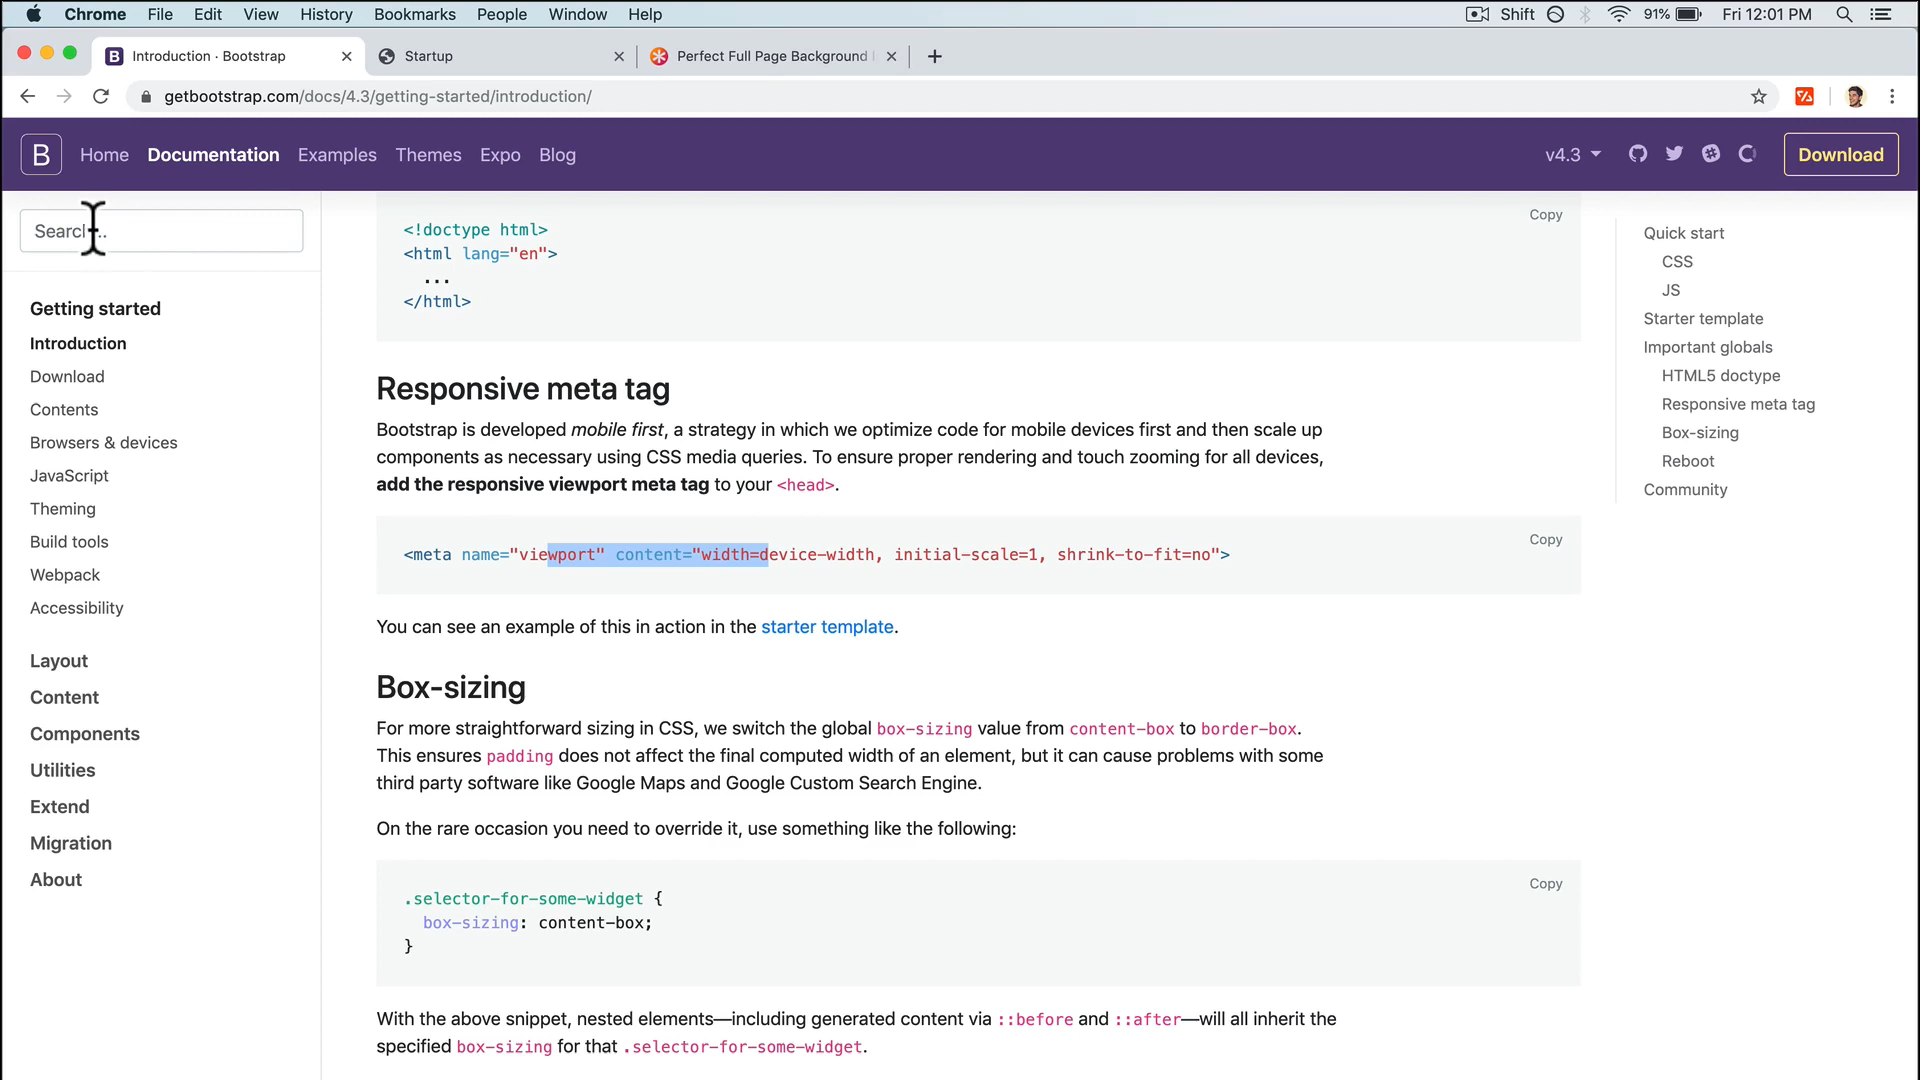 Chrome File Edit View History Bookmarks People Window Help Shift 91% Fri 12:01 PM
Introduction · Bootstrap Startup Perfect Full Page Background
getbootstrap.com/docs/4.3/getting-started/introduction/
B Home Documentation Examples Themes Expo Blog v4.3 Download
Search...
Getting started
Introduction
Download
Contents
Browsers & devices
JavaScript
Theming
Build tools
Webpack
Accessibility
Layout
Content
Components
Utilities
Extend
Migration
About
Copy
<!doctype html>
<html lang="en">
  ...
</html>
Responsive meta tag
Bootstrap is developed mobile first, a strategy in which we optimize code for mobile devices first and then scale up
components as necessary using CSS media queries. To ensure proper rendering and touch zooming for all devices,
add the responsive viewport meta tag to your <head>.
Copy
<meta name="viewport" content="width=device-width, initial-scale=1, shrink-to-fit=no">
You can see an example of this in action in the starter template.
Box-sizing
For more straightforward sizing in CSS, we switch the global box-sizing value from content-box to border-box.
This ensures padding does not affect the final computed width of an element, but it can cause problems with some
third party software like Google Maps and Google Custom Search Engine.
On the rare occasion you need to override it, use something like the following:
Copy
.selector-for-some-widget {
  box-sizing: content-box;
}
With the above snippet, nested elements—including generated content via ::before and ::after—will all inherit the
specified box-sizing for that .selector-for-some-widget.
Quick start
CSS
JS
Starter template
Important globals
HTML5 doctype
Responsive meta tag
Box-sizing
Reboot
Community